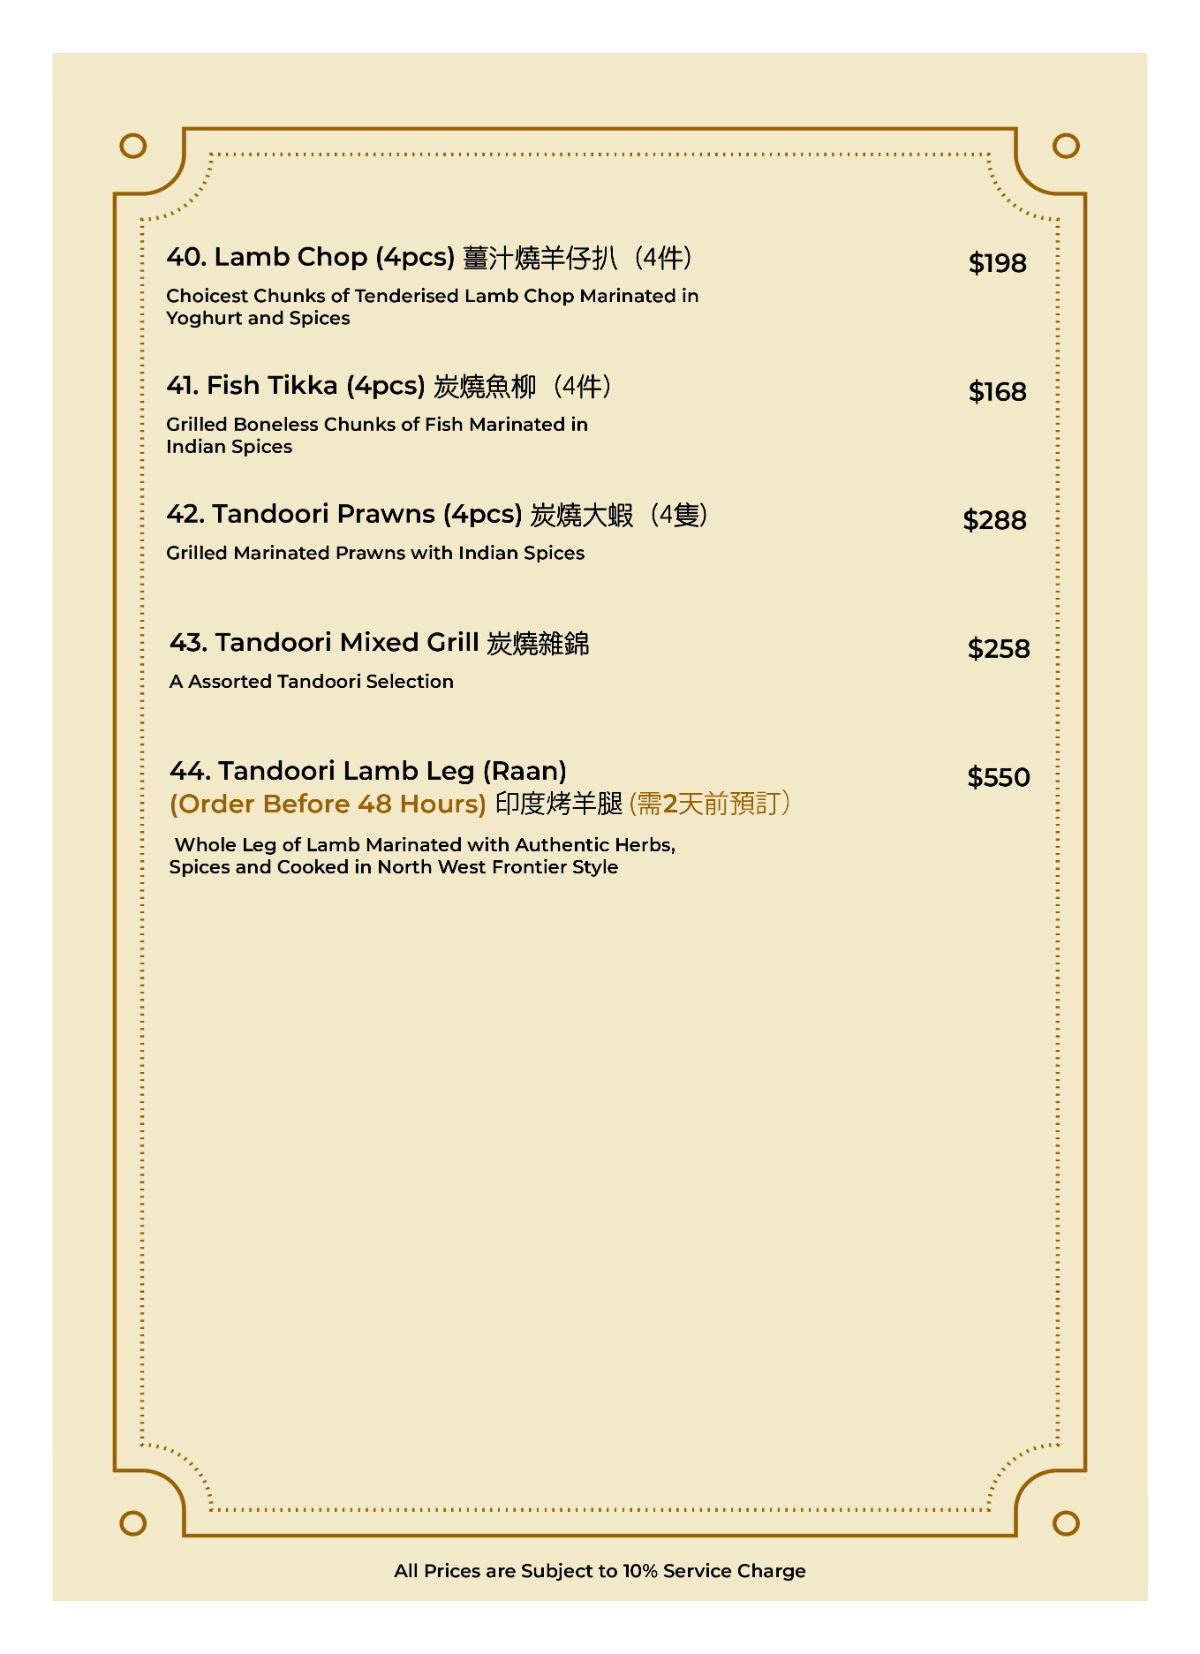 40. Lamb Chop (4pcs) 薑汁燒羊仔扒（4件） $198
Choicest Chunks of Tenderised Lamb Chop Marinated in
Yoghurt and Spices
41. Fish Tikka (4pcs) 炭燒魚柳（4件） $168
Grilled Boneless Chunks of Fish Marinated in
Indian Spices
42. Tandoori Prawns (4pcs) 炭燒大蝦（4隻） $288
Grilled Marinated Prawns with Indian Spices
43. Tandoori Mixed Grill 炭燒雜錦 $258
A Assorted Tandoori Selection
44. Tandoori Lamb Leg (Raan) $550
(Order Before 48 Hours) 印度烤羊腿 (需2天前預訂）
Whole Leg of Lamb Marinated with Authentic Herbs,
Spices and Cooked in North West Frontier Style
All Prices are Subject to 10% Service Charge